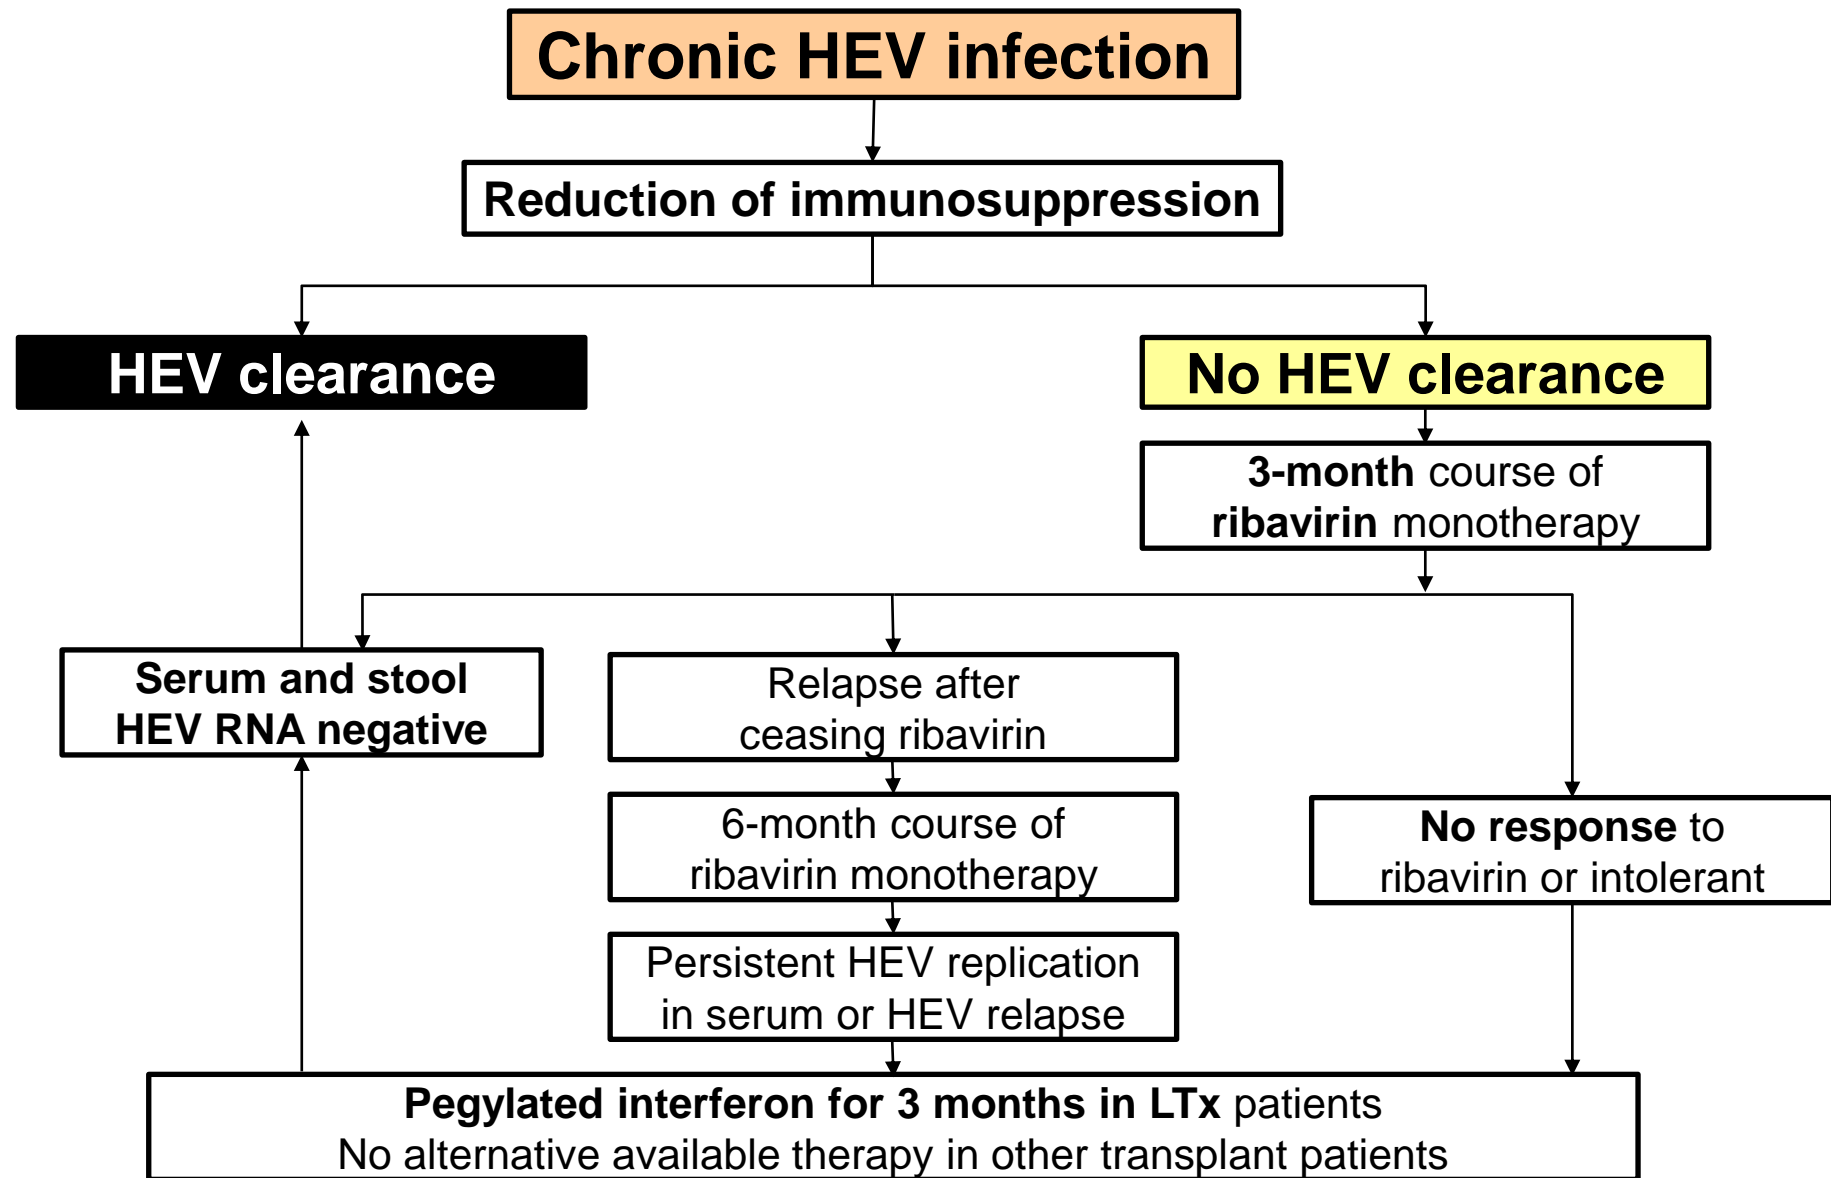 Chronic HEV infection
Reduction of immunosuppression
HEV clearance
No HEV clearance
3-month course of
ribavirin monotherapy
Serum and stool
HEV RNA negative
Relapse after
ceasing ribavirin
6-month course of
ribavirin monotherapy
No response to
ribavirin or intolerant
Persistent HEV replication
in serum or HEV relapse
Pegylated interferon for 3 months in LTx patients
No alternative available therapy in other transplant patients